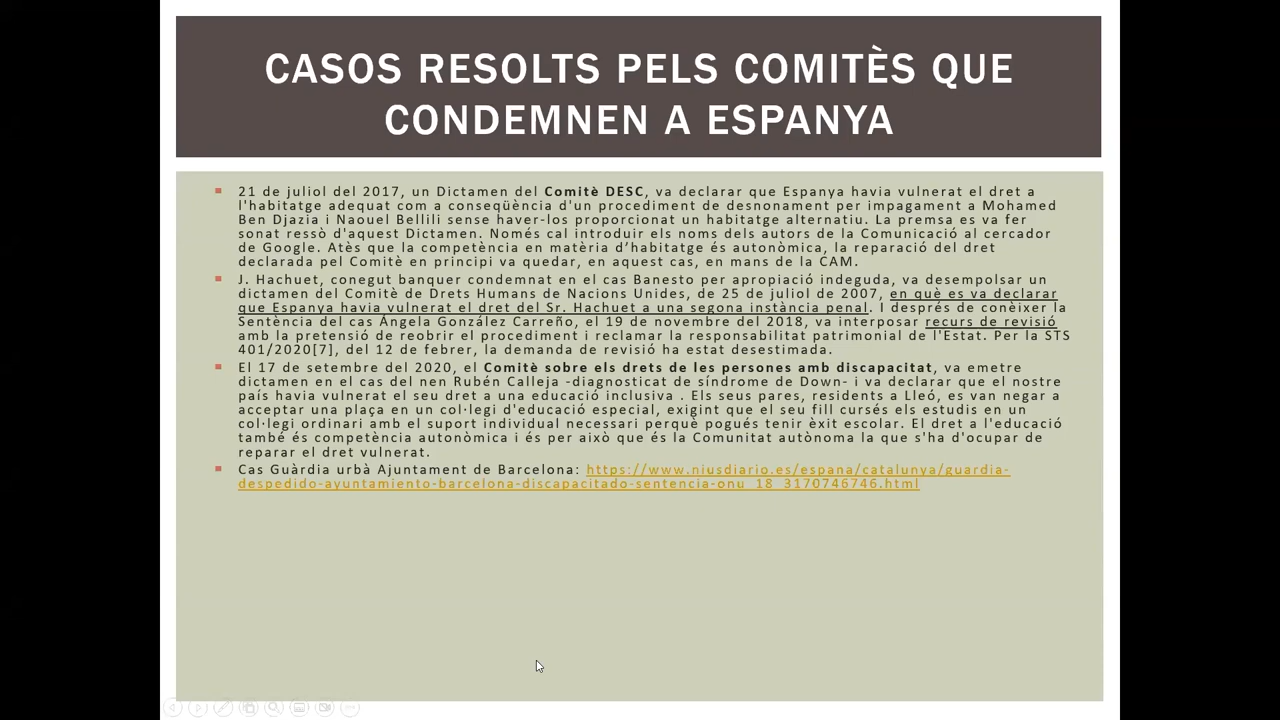 CASOS RESOLTS PELS COMITÈS QUE
CONDEMNEN A ESPANYA
21 de juliol del 2017, un Dictamen del Comitè DESC, va declarar que Espanya havia vulnerat el dret a
l'habitatge adequat com a conseqüència d'un procediment de desnonament per impagament a Mohamed
Ben Djazia i Naouel Bellili sense haver-los proporcionat un habitatge alternatiu. La premsa es va fer
sonat ressò d'aquest Dictamen. Només cal introduir els noms dels autors de la Comunicació al cercador
de Google. Atès que la competència en matèria d’habitatge és autonòmica, la reparació del dret
declarada pel Comitè en principi va quedar, en aquest cas, en mans de la CAM.
J. Hachuet, conegut banquer condemnat en el cas Banesto per apropiació indeguda, va desempolsar un
dictamen del Comitè de Drets Humans de Nacions Unides, de 25 de juliol de 2007, en què es va declarar
que Espanya havia vulnerat el dret del Sr. Hachuet a una segona instància penal. I després de conèixer la
Sentència del cas Ángela González Carreño, el 19 de novembre del 2018, va interposar recurs de revisió
amb la pretensió de reobrir el procediment i reclamar la responsabilitat patrimonial de l'Estat. Per la STS
401/2020[7], del 12 de febrer, la demanda de revisió ha estat desestimada.
El 17 de setembre del 2020, el Comitè sobre els drets de les persones amb discapacitat, va emetre
dictamen en el cas del nen Rubén Calleja -diagnosticat de síndrome de Down- i va declarar que el nostre
país havia vulnerat el seu dret a una educació inclusiva . Els seus pares, residents a Lleó, es van negar a
acceptar una plaça en un col·legi d'educació especial, exigint que el seu fill cursés els estudis en un
col·legi ordinari amb el suport individual necessari perquè pogués tenir èxit escolar. El dret a l'educació
també és competència autonòmica i és per això que és la Comunitat autònoma la que s'ha d'ocupar de
reparar el dret vulnerat.
Cas Guàrdia urbà Ajuntament de Barcelona: https://www.niusdiario.es/espana/catalunya/guardia-
despedido-ayuntamiento-barcelona-discapacitado-sentencia-onu_18_3170746746.html